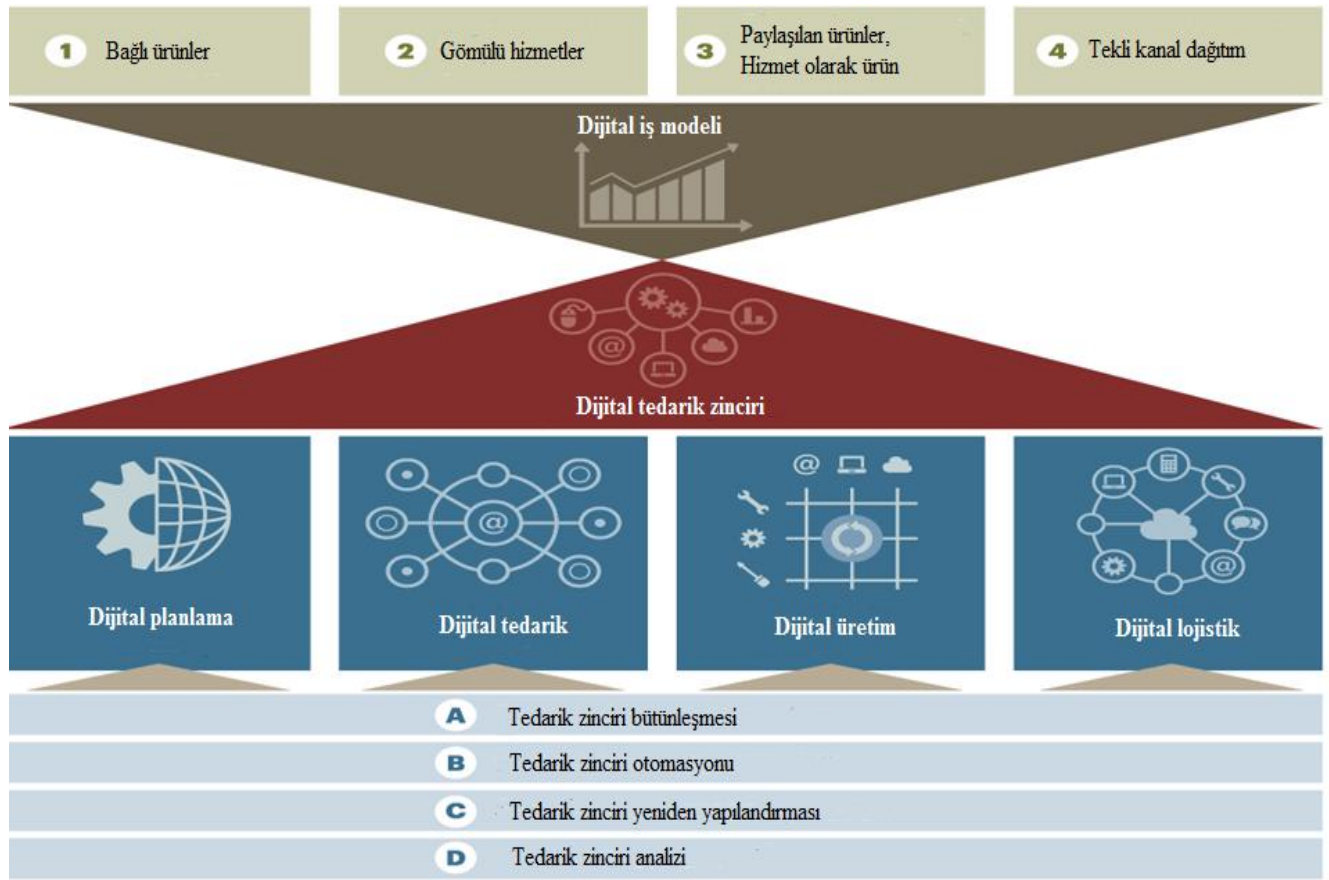 1 Bağlı ürünler
2 Gömülü hizmetler
3 Paylaşılan ürünler,
Hizmet olarak ürün
4 Tekli kanal dağıtım
Dijital iş modeli
@
Dijital tedarik zinciri
@
@
@
Dijital planlama
Dijital tedarik
Dijital üretim
Dijital lojistik
A Tedarik zinciri bütünleşmesi
B Tedarik zinciri otomasyonu
C Tedarik zinciri yeniden yapılandırması
D Tedarik zinciri analizi